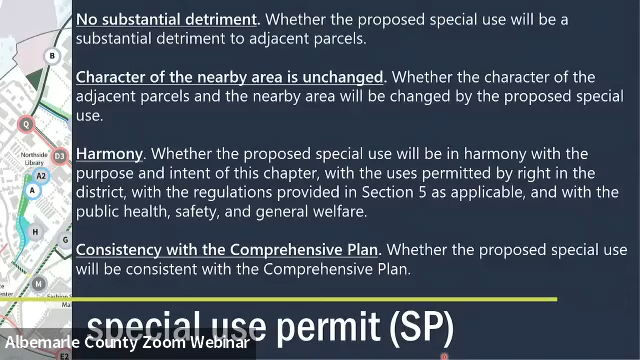 No substantial detriment. Whether the proposed special use will be a
substantial detriment to adjacent parcels.
Character of the nearby area is unchanged. Whether the character of the
adjacent parcels and the nearby area will be changed by the proposed special
use.
Harmony. Whether the proposed special use will be in harmony with the
purpose and intent of this chapter, with the uses permitted by right in the
district, with the regulations provided in Section 5 as applicable, and with the
public health, safety, and general welfare.
Consistency with the Comprehensive Plan. Whether the proposed special use
will be consistent with the Comprehensive Plan.
special use permit (SP)
Albemarle County Zoom Webinar
B
Q
Northside
Library
D3
A2
A
H
G
M
E2